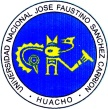 UNIVERSIDAD NACIONAL JOSE FAUSTINO SANCHEZ CARRION
· HUACHO ·